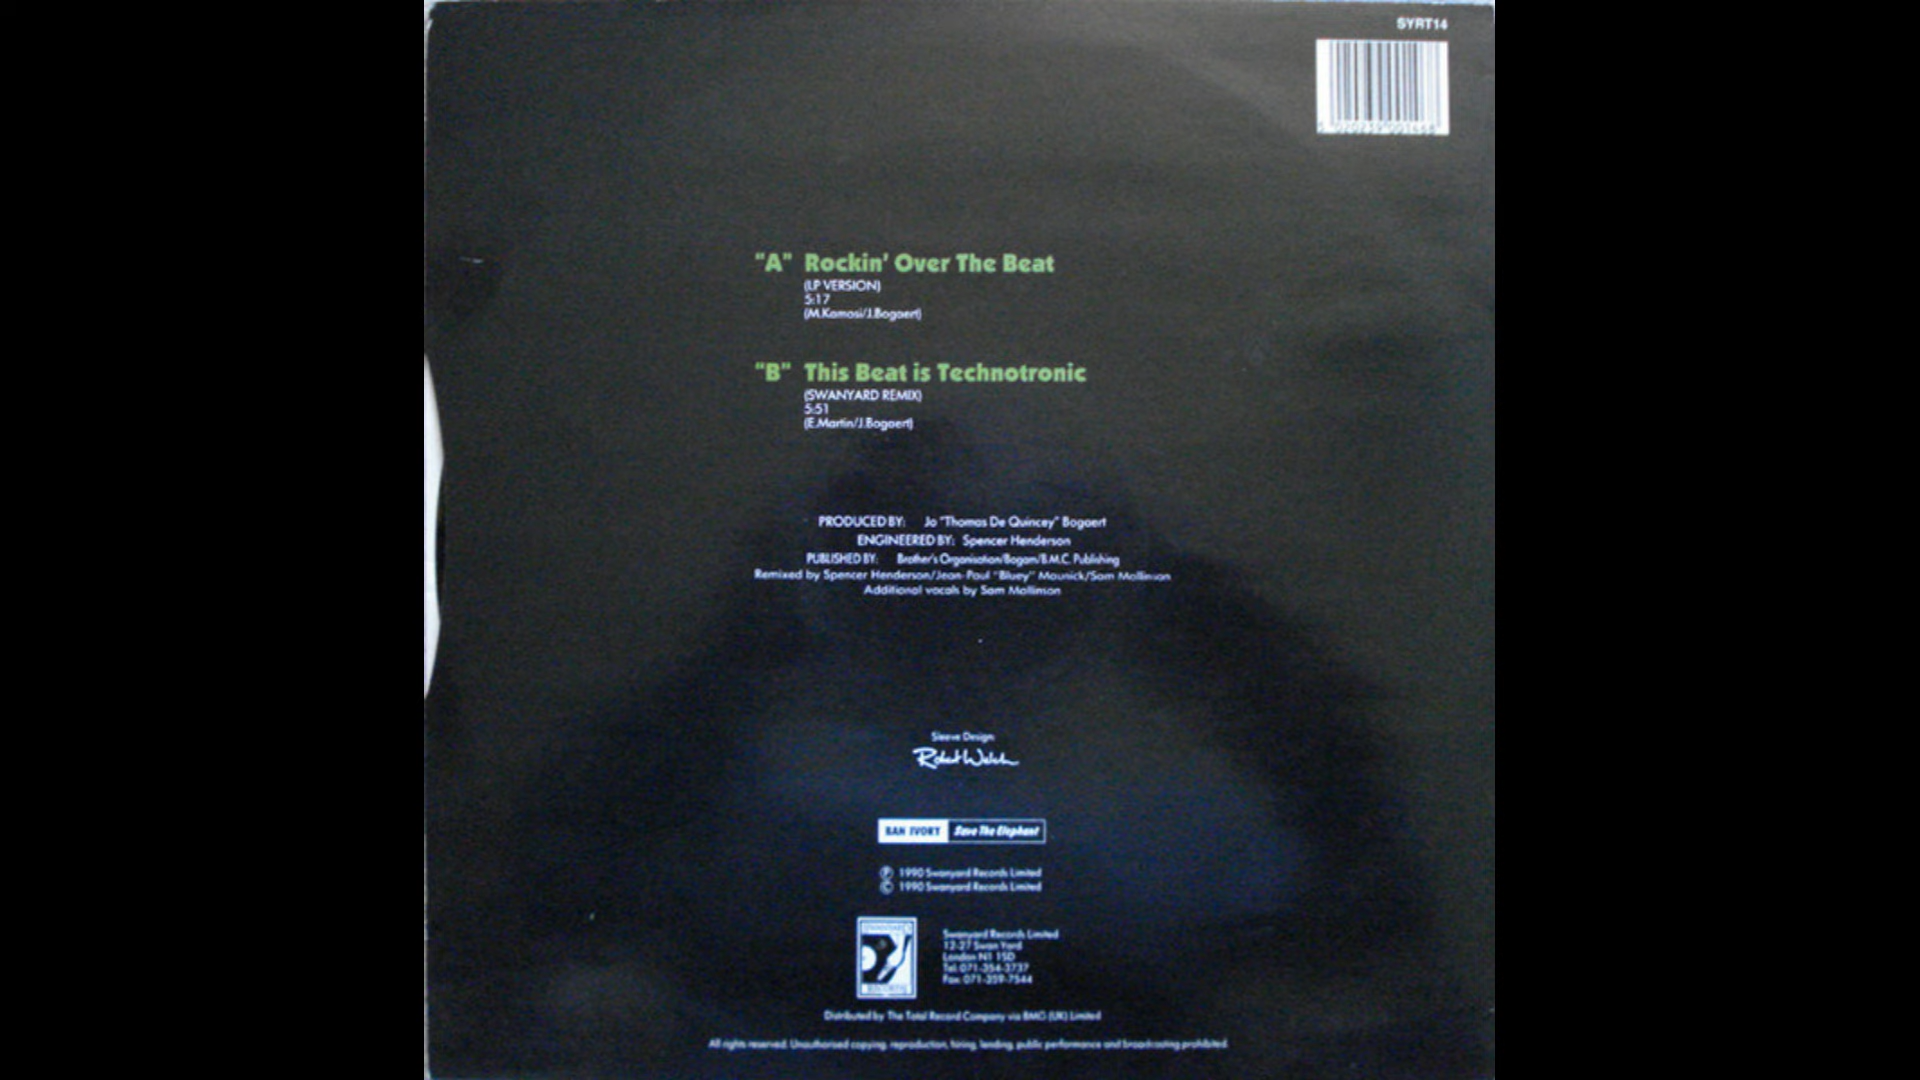 SYRT14
"A" Rockin' Over The Beat
(LP VERSION)
5:17
(M.Kamosi/J.Bogaert)
"B" This Beat is Technotronic
(SWANYARD REMIX)
5:51
(E.Martin/J.Bogaert)
PRODUCED BY: Jo "Thomas De Quincey" Bogaert
ENGINEERED BY: Spencer Henderson
PUBLISHED BY: Brother's Organisation/Bogam/B.M.C. Publishing
Remixed by Spencer Henderson/Jean-Paul "Bluey" Maunick/Sam Mollinson
Additional vocals by Sam Mollinson
Sleeve Design
Robert Welch
BAN IVORY Save The Elephant
Ⓟ 1990 Swanyard Records Limited
© 1990 Swanyard Records Limited
Swanyard Records Limited
12-27 Swan Yard
London N1 1SD
Tel: 071-354-3737
Fax: 071-359-7544
Distributed by The Total Record Company via BMG (UK) Limited
All rights reserved. Unauthorised copying, reproduction, hiring, lending, public performance and broadcasting prohibited.